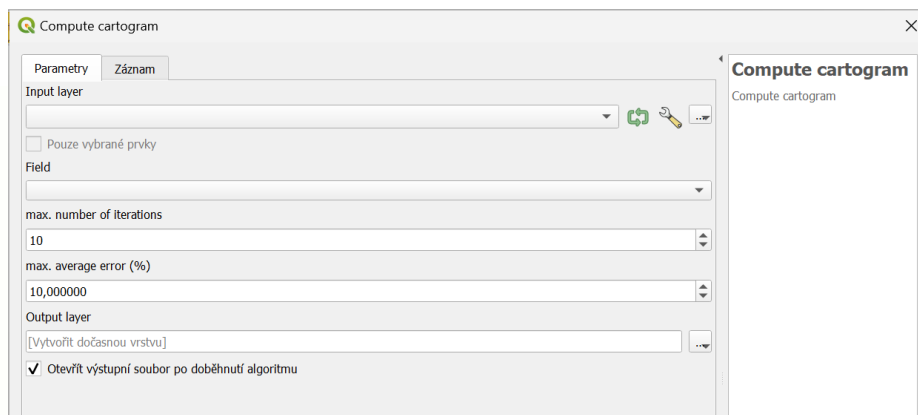 Compute cartogram
Parametry
Záznam
Input layer
Pouze vybrané prvky
Field
max. number of iterations
10
max. average error (%)
10,000000
Output layer
[Vytvořit dočasnou vrstvu]
Otevřít výstupní soubor po doběhnutí algoritmu
Compute cartogram
Compute cartogram